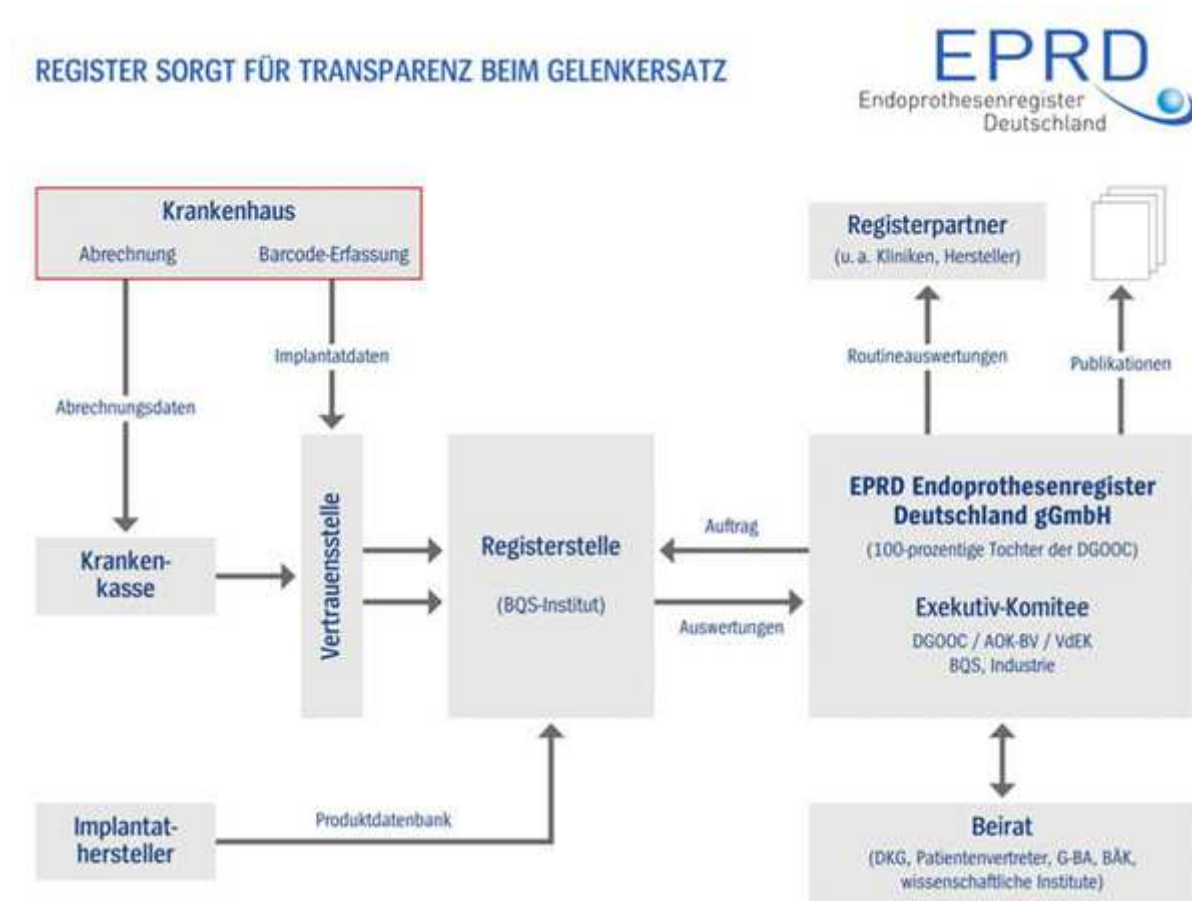 REGISTER SORGT FÜR TRANSPARENZ BEIM GELENKERSATZ
EPRD
Endoprothesenregister
Deutschland
Krankenhaus
Abrechnung
Barcode-Erfassung
Registerpartner
(u. a. Kliniken, Hersteller)
Implantatdaten
Routineauswertungen
Publikationen
Abrechnungsdaten
Kranken-
kasse
Vertrauensstelle
Registerstelle
(BQS-Institut)
Auftrag
Auswertungen
EPRD Endoprothesenregister
Deutschland gGmbH
(100-prozentige Tochter der DGOOC)
Exekutiv-Komitee
DGOOC / AOK-BV / VdEK
BQS, Industrie
Implantat-
hersteller
Produktdatenbank
Beirat
(DKG, Patientenvertreter, G-BA, BÄK,
wissenschaftliche Institute)